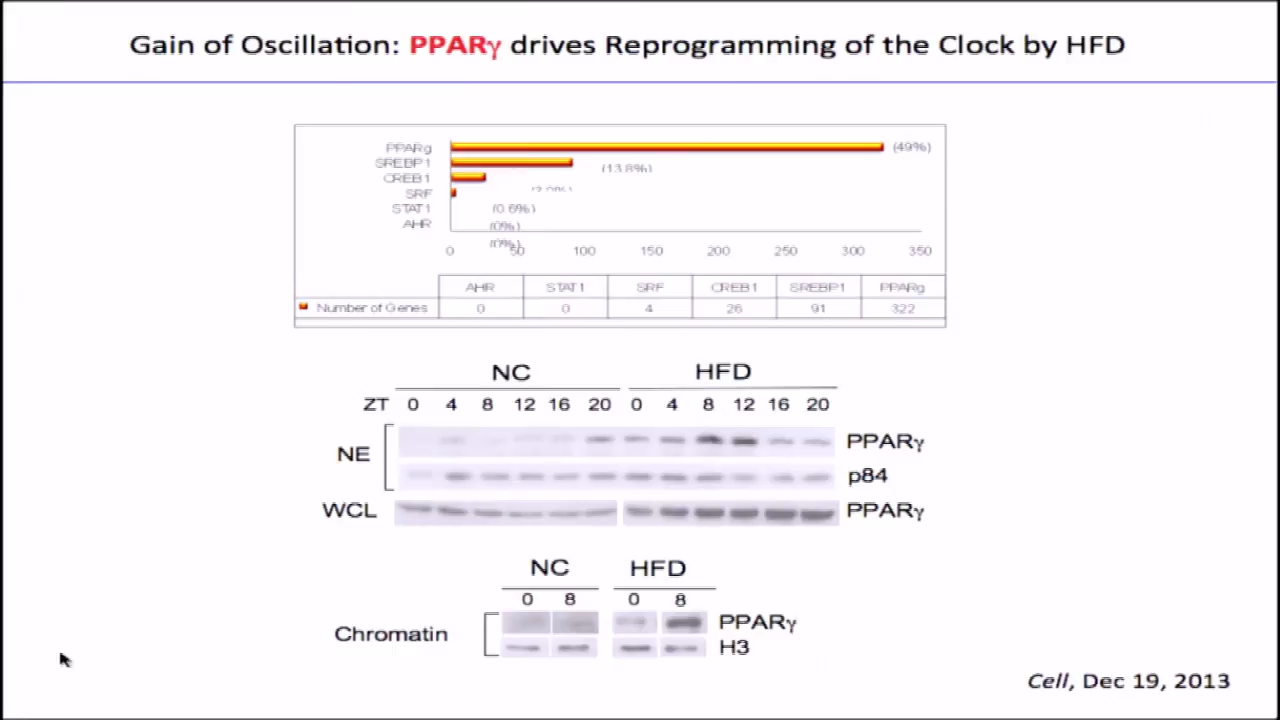 Gain of Oscillation: PPARγ drives Reprogramming of the Clock by HFD
PPARg (49%)
SREBP1 (13.8%)
CREB1
SRF
STAT1 (0.6%)
AHR (0%)
(0%)
0 50 100 150 200 250 300 350
AHR STAT1 SRF CREB1 SREBP1 PPARg
Number of Genes 0 0 4 26 91 322
NC HFD
ZT 0 4 8 12 16 20 0 4 8 12 16 20
NE PPARγ
p84
WCL PPARγ
NC HFD
0 8 0 8
Chromatin PPARγ
H3
Cell, Dec 19, 2013